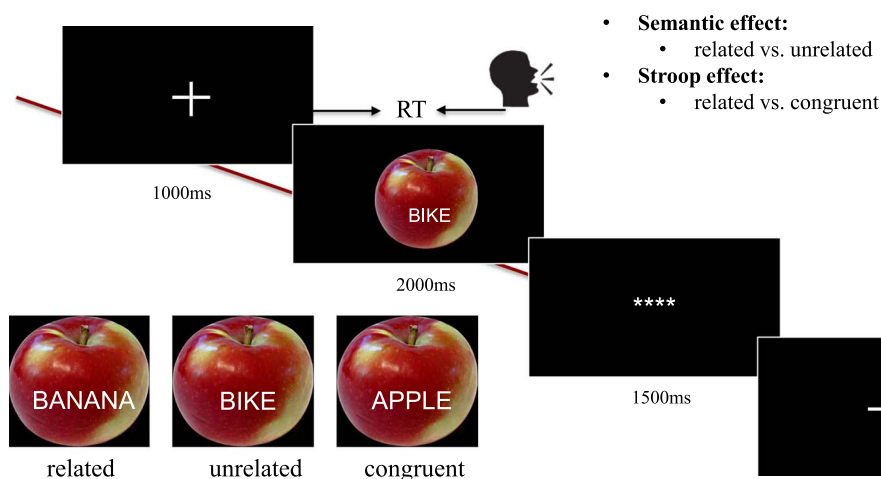 • Semantic effect:
• related vs. unrelated
• Stroop effect:
• related vs. congruent
RT
1000ms
BIKE
2000ms
****
1500ms
BANANA
BIKE
APPLE
related
unrelated
congruent